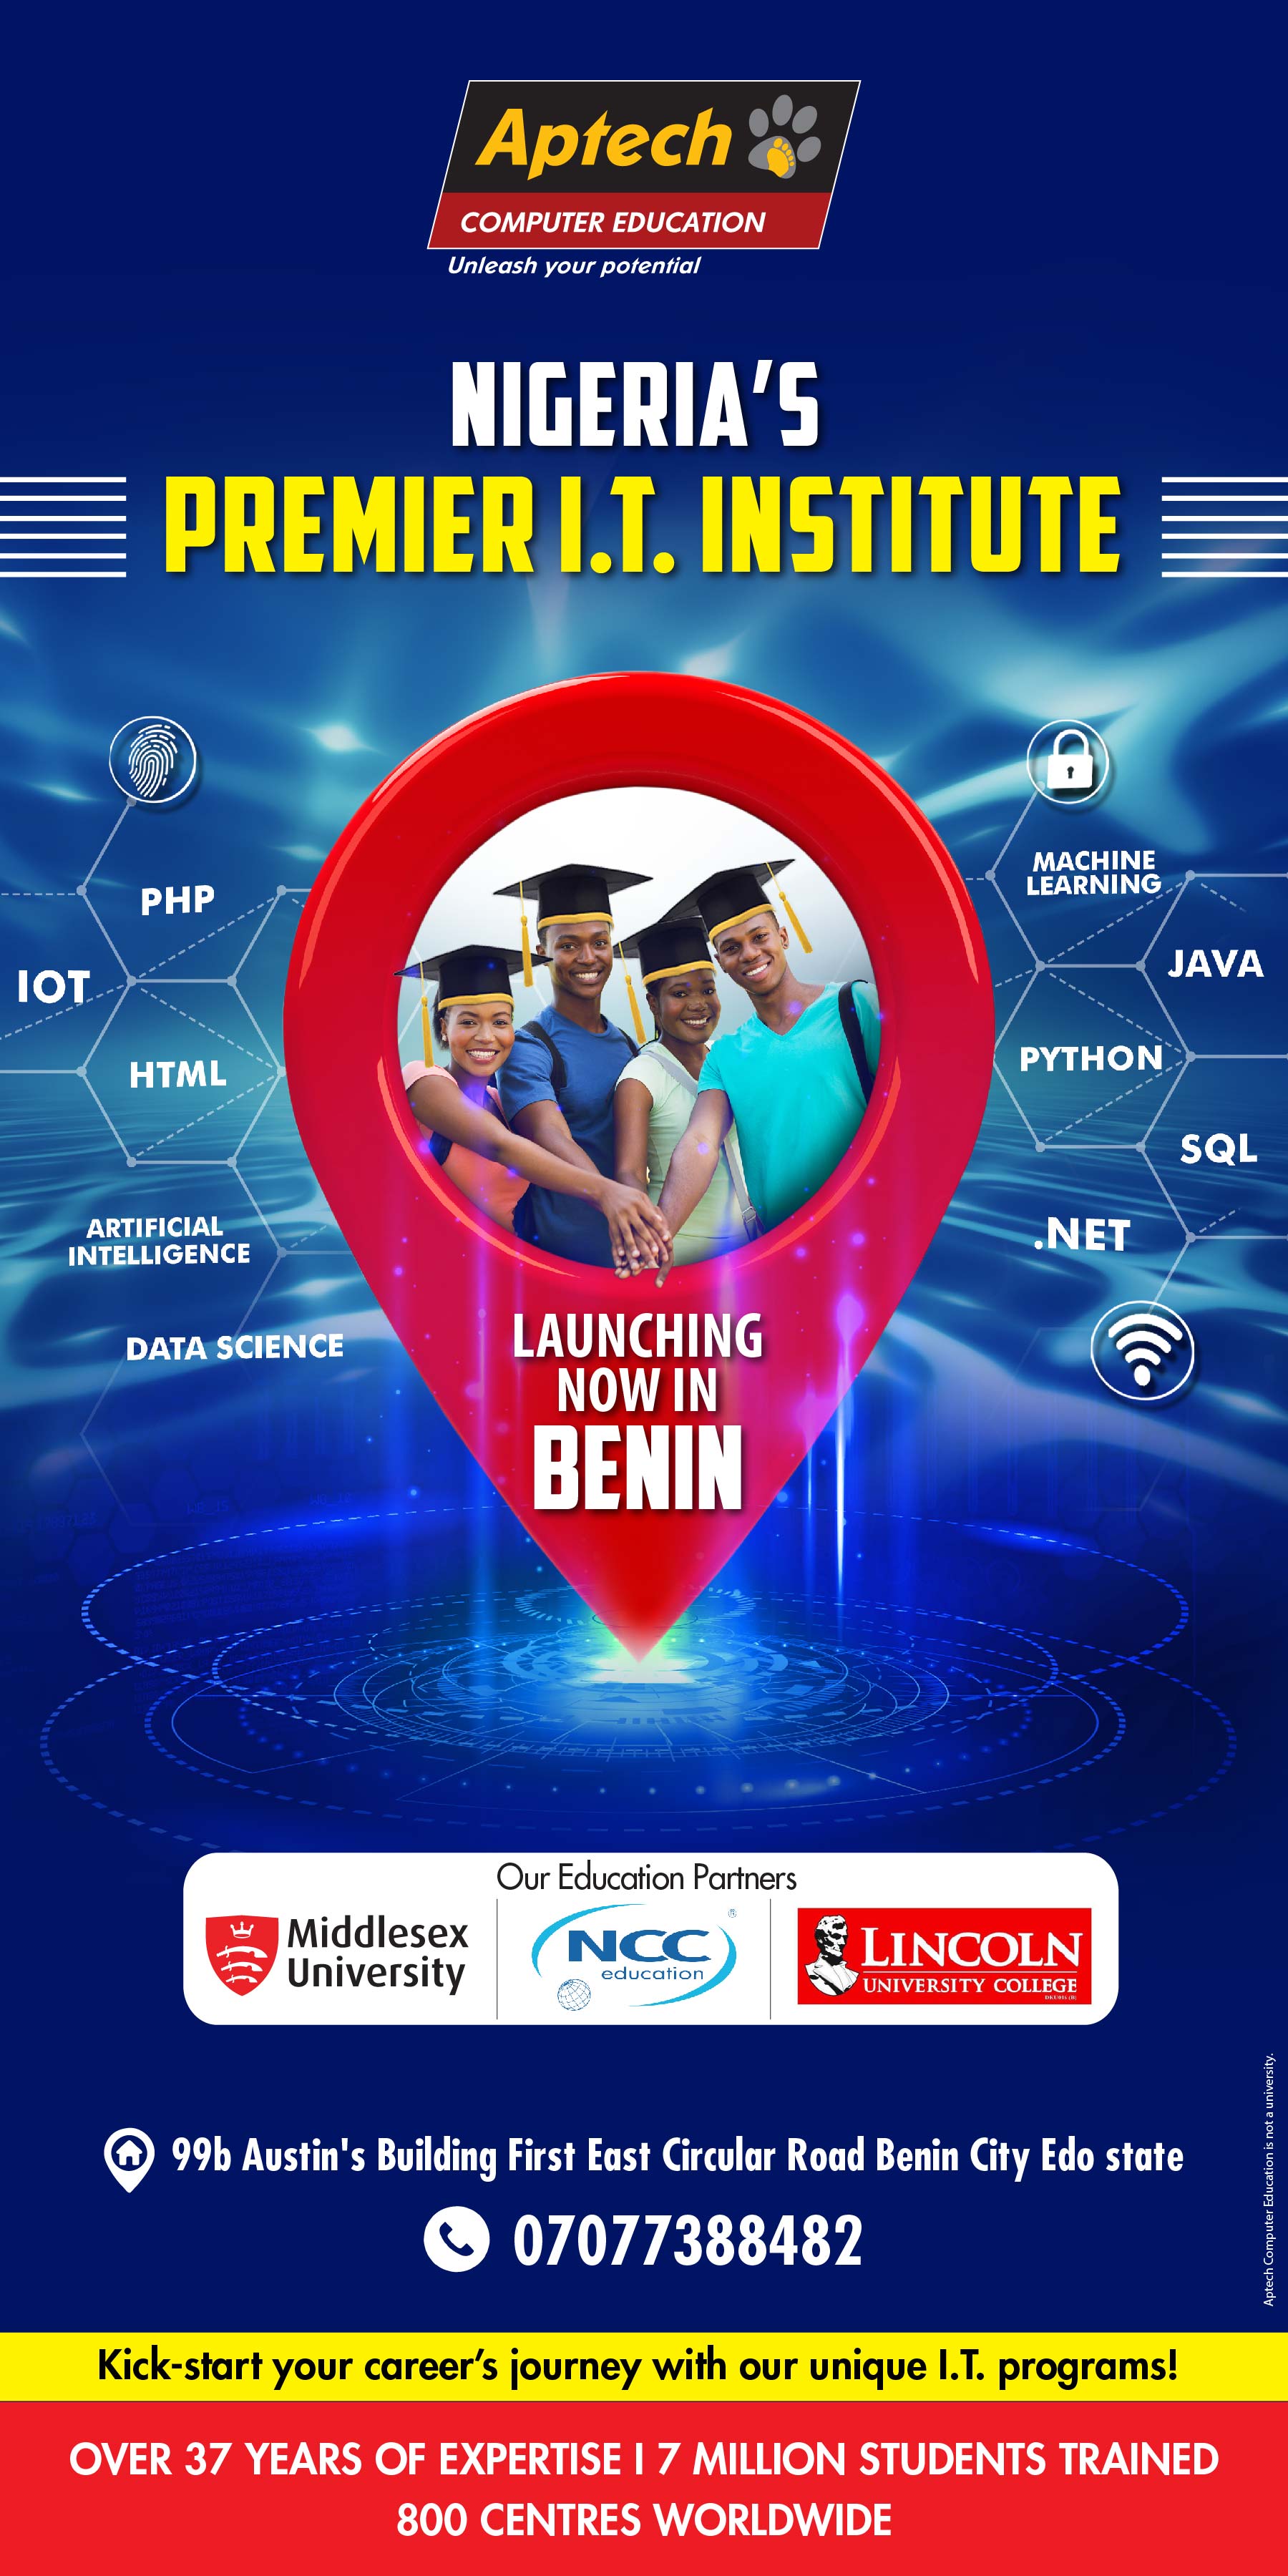 Aptech
COMPUTER EDUCATION
Unleash your potential
NIGERIA'S
PREMIER I.T. INSTITUTE
PHP
IOT
HTML
ARTIFICIAL
INTELLIGENCE
DATA SCIENCE
MACHINE
LEARNING
JAVA
PYTHON
SQL
.NET
LAUNCHING
NOW IN
BENIN
Our Education Partners
Middlesex
University
NCC
education
®
LINCOLN
UNIVERSITY COLLEGE
99b Austin's Building First East Circular Road Benin City Edo state
07077388482
Aptech Computer Education is not a university.
Kick-start your career's journey with our unique I.T. programs!
OVER 37 YEARS OF EXPERTISE I 7 MILLION STUDENTS TRAINED
800 CENTRES WORLDWIDE